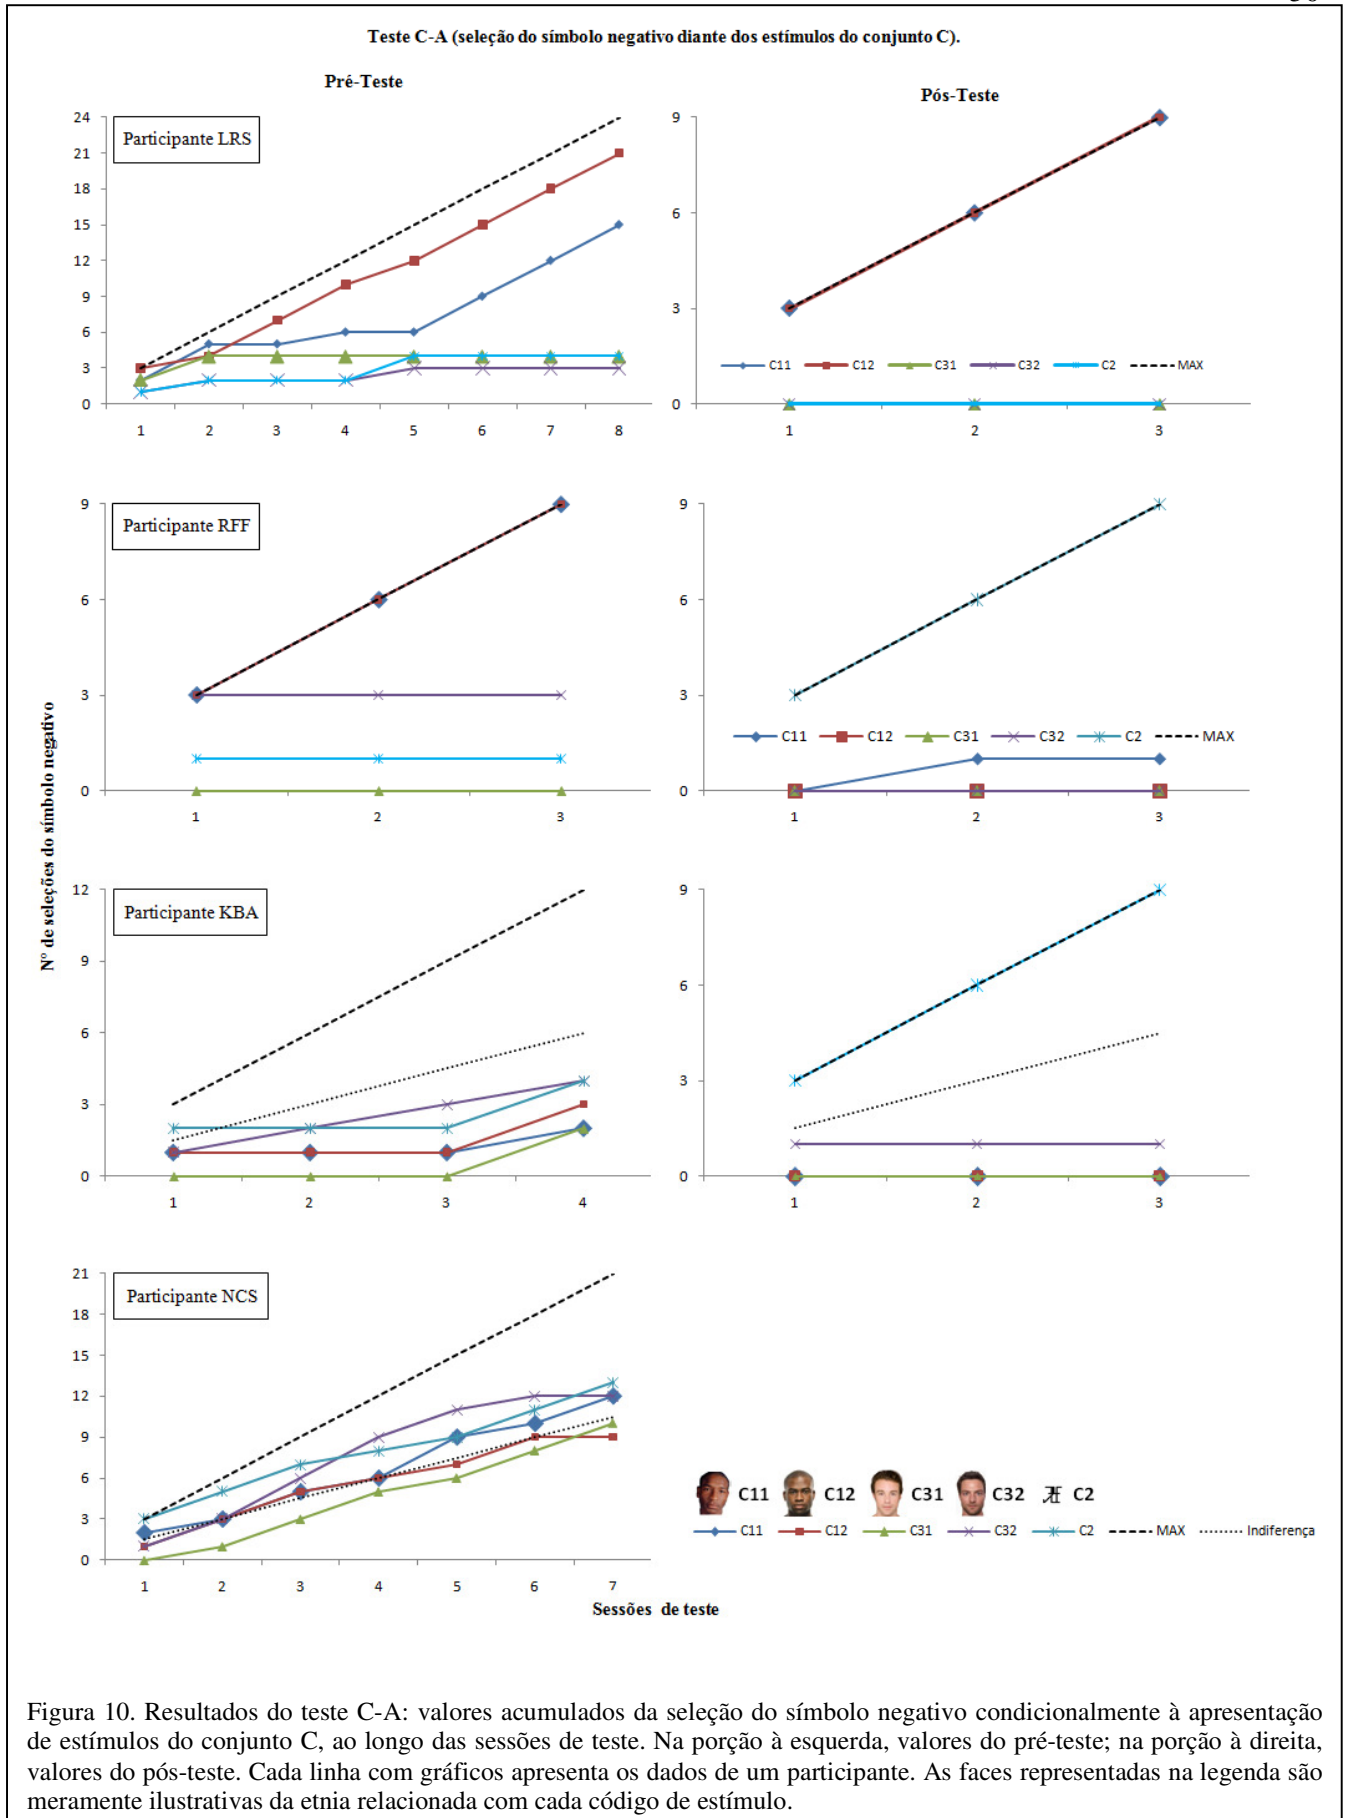 Teste C-A (seleção do símbolo negativo diante dos estímulos do conjunto C).
Pré-Teste
Pós-Teste
Participante LRS
24
21
18
15
12
9
6
3
0
1 2 3 4 5 6 7 8
9
6
3
0
C11 C12 C31 C32 C2 MAX
1 2 3
Participante RFF
9
6
3
0
1 2 3
9
6
3
0
C11 C12 C31 C32 C2 MAX
1 2 3
Nº de seleções do símbolo negativo
Participante KBA
12
9
6
3
0
1 2 3 4
9
6
3
0
1 2 3
Participante NCS
21
18
15
12
9
6
3
0
1 2 3 4 5 6 7
C11 C12 C31 C32 C2
C11 C12 C31 C32 C2 MAX Indiferença
Sessões de teste
Figura 10. Resultados do teste C-A: valores acumulados da seleção do símbolo negativo condicionalmente à apresentação
de estímulos do conjunto C, ao longo das sessões de teste. Na porção à esquerda, valores do pré-teste; na porção à direita,
valores do pós-teste. Cada linha com gráficos apresenta os dados de um participante. As faces representadas na legenda são
meramente ilustrativas da etnia relacionada com cada código de estímulo.